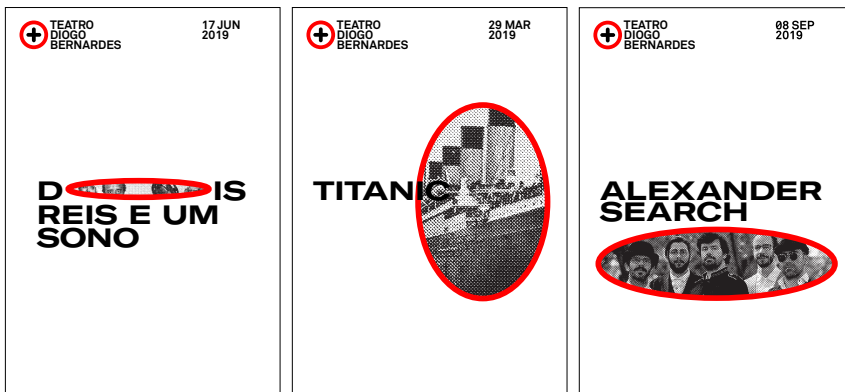 TEATRO
DIOGO
BERNARDES
17 JUN
2019
D IS
REIS E UM
SONO
TEATRO
DIOGO
BERNARDES
29 MAR
2019
TITANIC
TEATRO
DIOGO
BERNARDES
08 SEP
2019
ALEXANDER
SEARCH